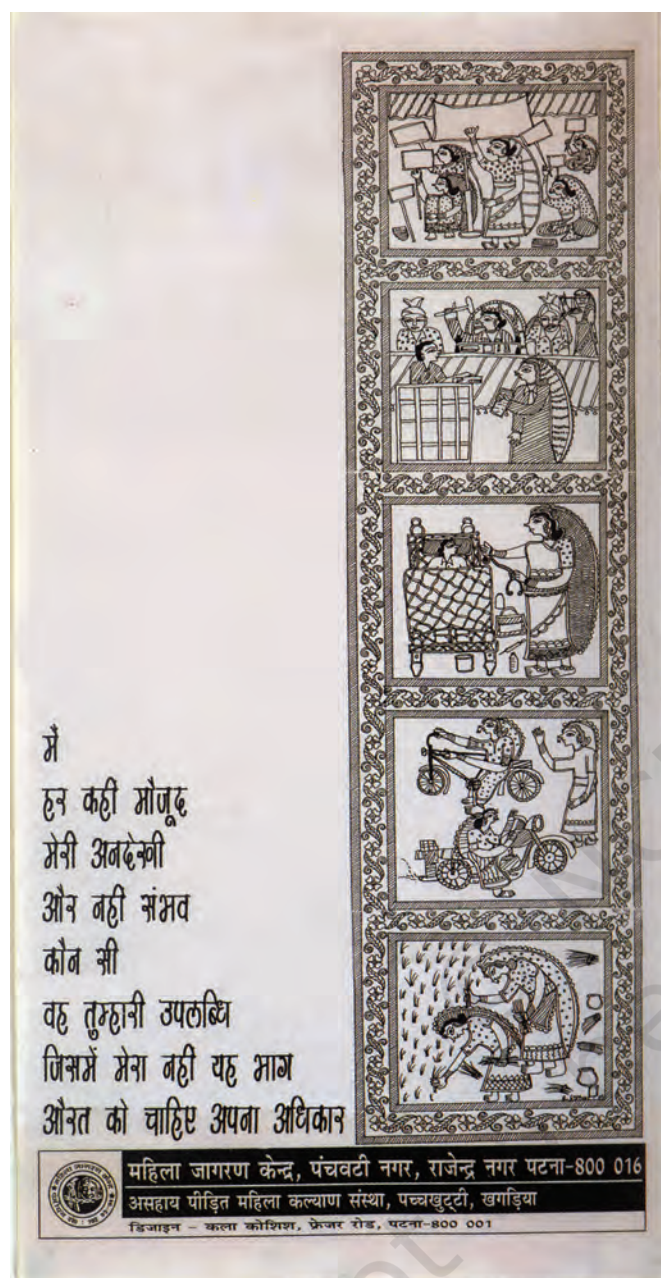 मैं
हर कहीं मौजूद
मेरी अनदेखी
और नहीं संभव
कौन सी
वह तुम्हारी उपलब्धि
जिसमें मेरा नहीं यह भाग
औरत को चाहिए अपना अधिकार
महिला जागरण केन्द्र, पंचवटी नगर, राजेन्द्र नगर पटना-800 016
असहाय पीड़ित महिला कल्याण संस्था, पच्चखुट्टी, खगड़िया
डिजाइन - कला कोशिश, फ्रेजर रोड, पटना-800 001